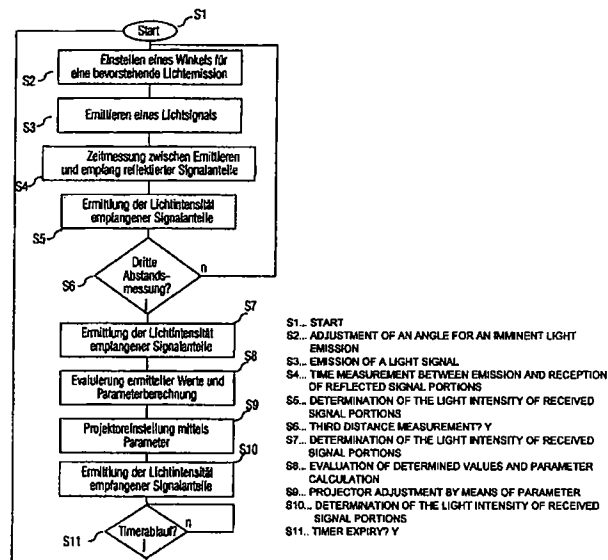 S1
Start
Einstellen eines Winkels für
eine bevorstehende Lichtemission
S2
Emittieren eines Lichtsignals
S3
Zeitmessung zwischen Emittieren
und empfang reflektierter Signalanteile
S4
Ermittlung der Lichtintensität
empfangener Signalanteile
S5
Dritte
Abstands-
messung?
n
j
S6
S7
Ermittlung der Lichtintensität
empfangener Signalanteile
S8
Evaluierung ermittelter Werte und
Parameterberechnung
S9
Projektoreinstellung mittels
Parameter
S10
Ermittlung der Lichtintensität
empfangener Signalanteile
Timerablauf?
n
j
S11
S1... START
S2... ADJUSTMENT OF AN ANGLE FOR AN IMMINENT LIGHT
EMISSION
S3... EMISSION OF A LIGHT SIGNAL
S4... TIME MEASUREMENT BETWEEN EMISSION AND RECEPTION
OF REFLECTED SIGNAL PORTIONS
S5... DETERMINATION OF THE LIGHT INTENSITY OF RECEIVED
SIGNAL PORTIONS
S6... THIRD DISTANCE MEASUREMENT? Y
S7... DETERMINATION OF THE LIGHT INTENSITY OF RECEIVED
SIGNAL PORTIONS
S8... EVALUATION OF DETERMINED VALUES AND PARAMETER
CALCULATION
S9... PROJECTOR ADJUSTMENT BY MEANS OF PARAMETER
S10... DETERMINATION OF THE LIGHT INTENSITY OF RECEIVED
SIGNAL PORTIONS
S11.. TIMER EXPIRY? Y